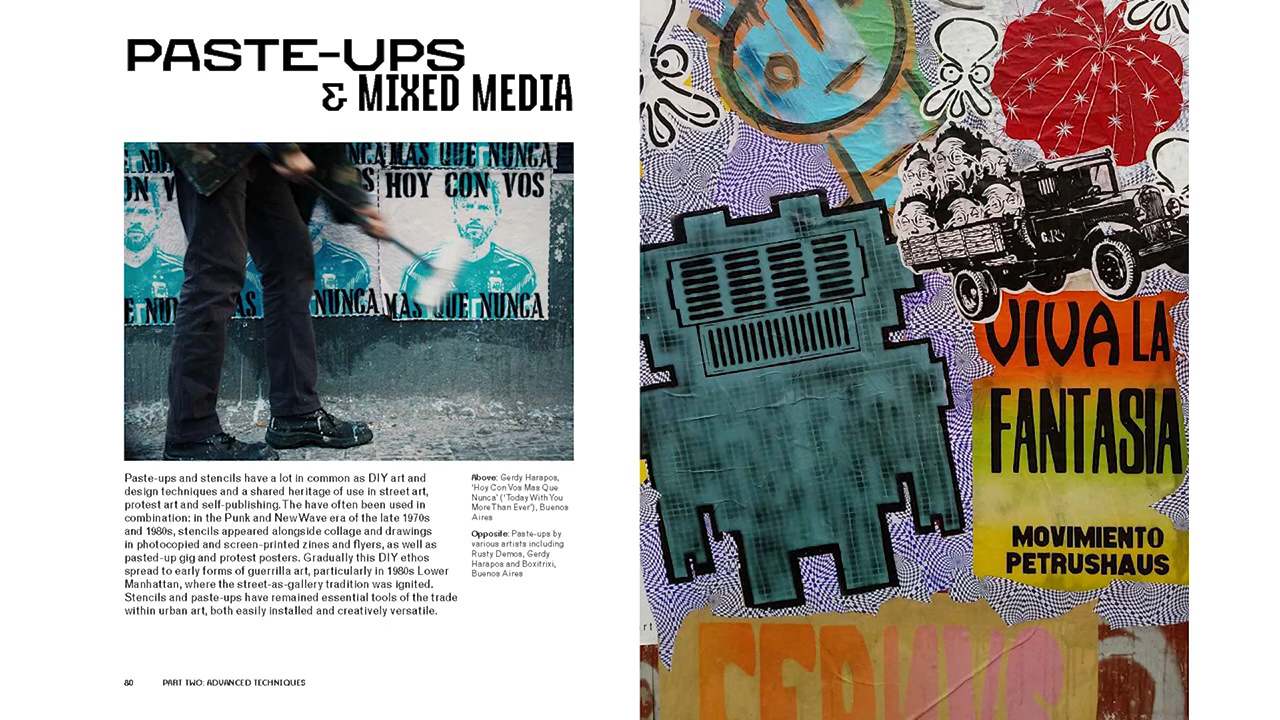 PASTE-UPS
& MIXED MEDIA
MAS QUE NUNCA
HOY CON VOS
NUNCA MAS QUE NUNCA
Paste-ups and stencils have a lot in common as DIY art and
design techniques and a shared heritage of use in street art,
protest art and self-publishing. The have often been used in
combination: in the Punk and New Wave era of the late 1970s
and 1980s, stencils appeared alongside collage and drawings
in photocopied and screen-printed zines and flyers, as well as
pasted-up gig and protest posters. Gradually this DIY ethos
spread to early forms of guerrilla art, particularly in 1980s Lower
Manhattan, where the street-as-gallery tradition was ignited.
Stencils and paste-ups have remained essential tools of the trade
within urban art, both easily installed and creatively versatile.
Above: Gerdy Harapos,
'Hoy Con Vos Mas Que
Nunca' ('Today With You
More Than Ever'), Buenos
Aires
Opposite: Paste-ups by
various artists including
Rusty Demos, Gerdy
Harapos and Boxitrixi,
Buenos Aires
80 PART TWO: ADVANCED TECHNIQUES
VIVA LA
FANTASIA
MOVIMIENTO
PETRUSHAUS